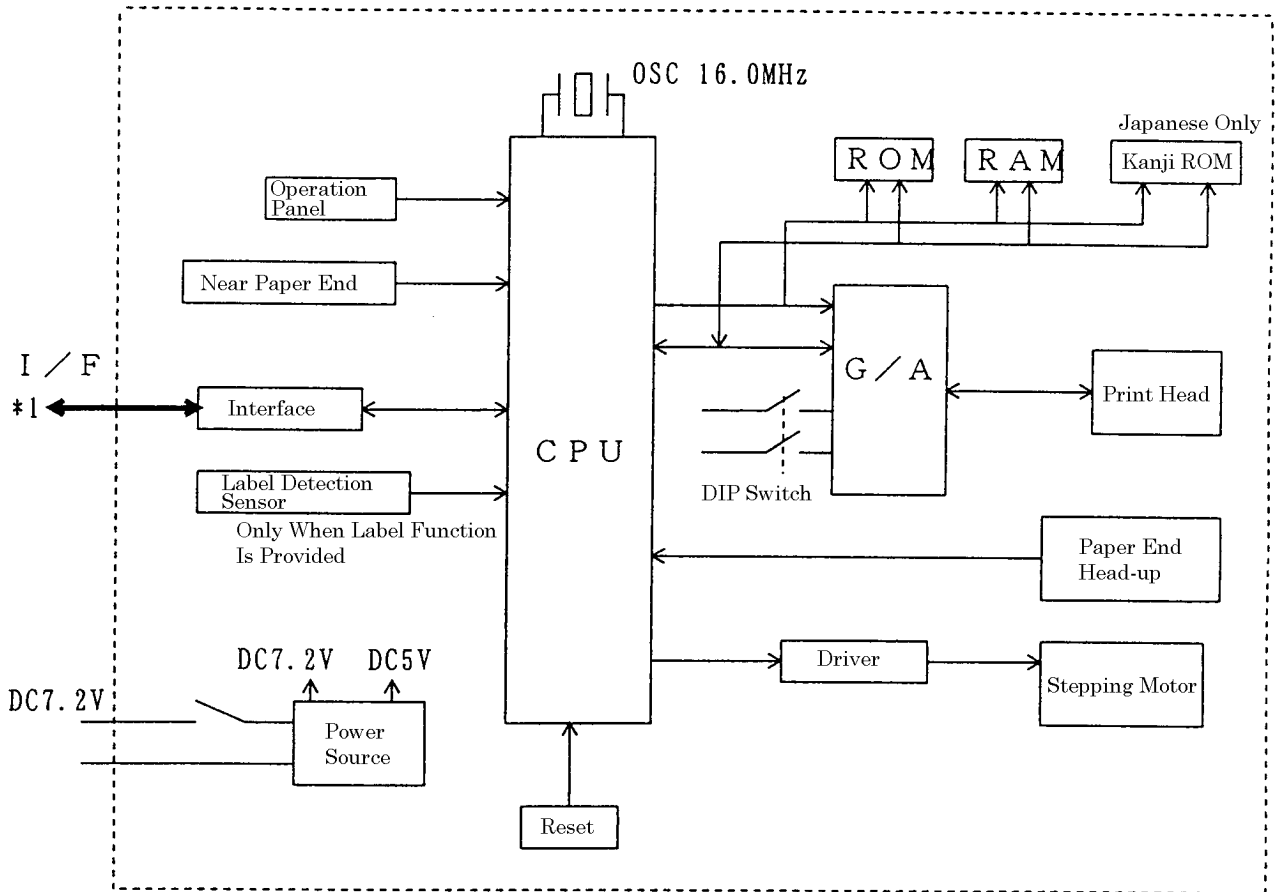 OSC 16.0MHz
Japanese Only
ROM
RAM
Kanji ROM
Operation
Panel
Near Paper End
I/F
*1
Interface
CPU
G/A
Print Head
Label Detection
Sensor
DIP Switch
Only When Label Function
Is Provided
Paper End
Head-up
DC7.2V
DC5V
Driver
Stepping Motor
DC7.2V
Power
Source
Reset